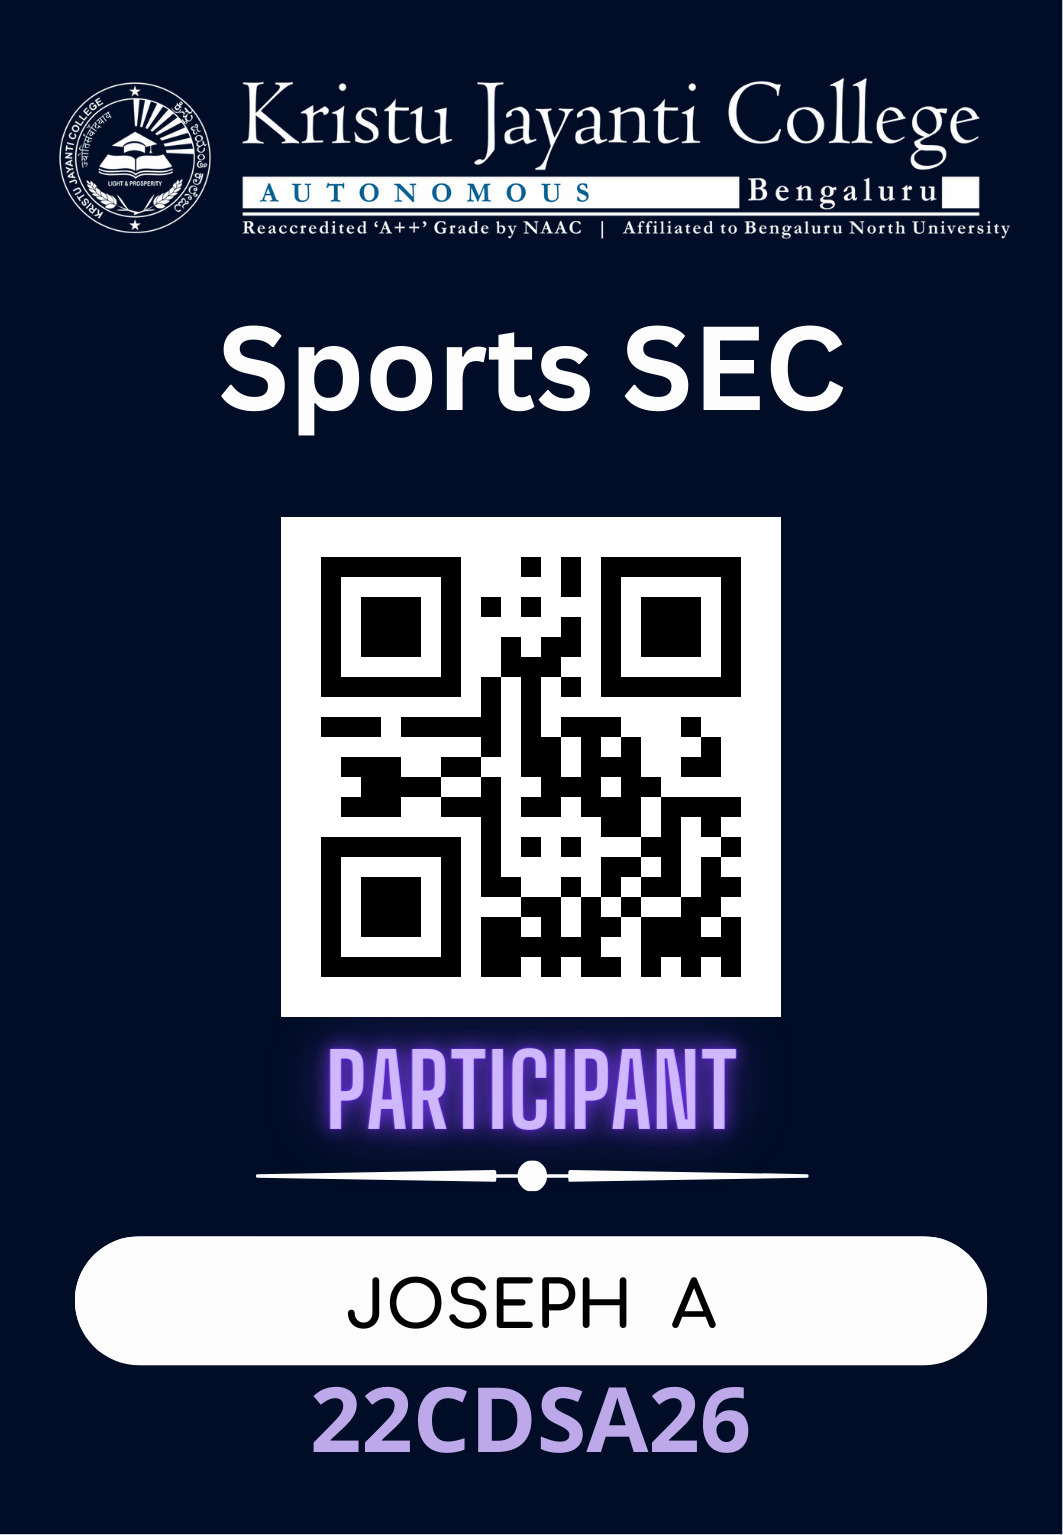 Kristu Jayanti College
AUTONOMOUS Bengaluru
Reaccredited ‘A++’ Grade by NAAC | Affiliated to Bengaluru North University
KRISTU JAYANTI COLLEGE
LIGHT & PROSPERITY
Sports SEC
PARTICIPANT
JOSEPH A
22CDSA26